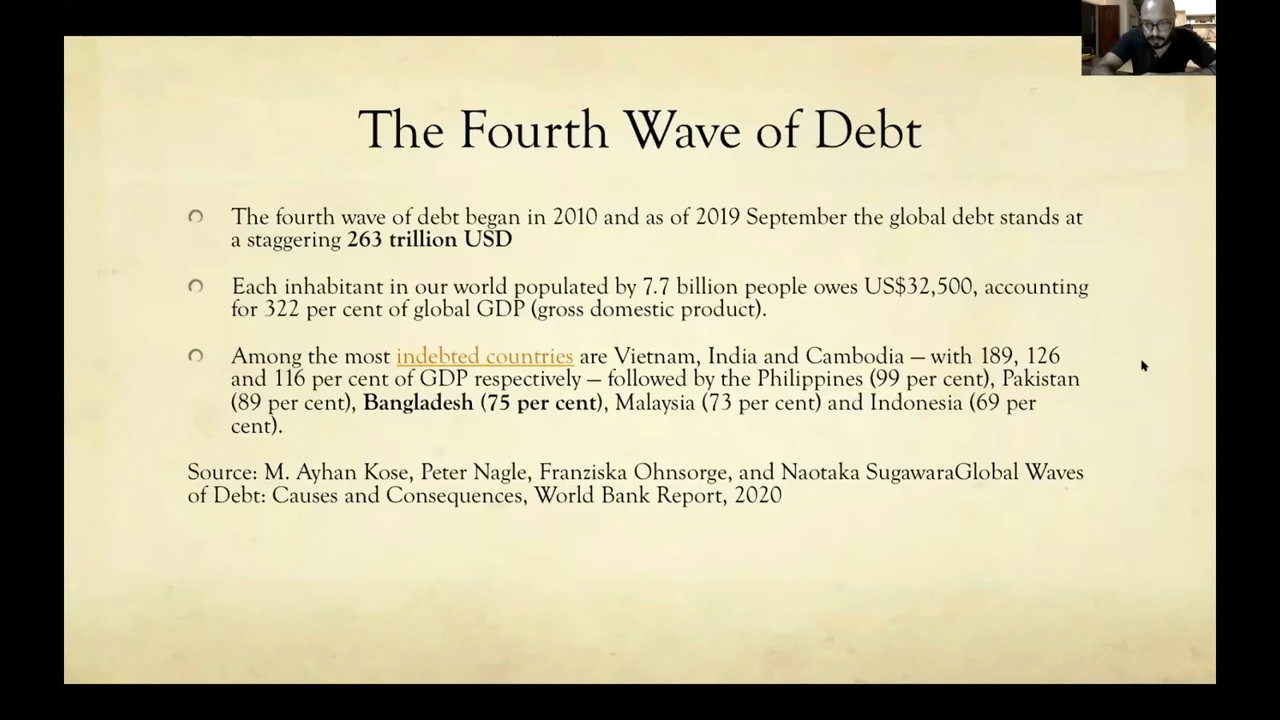 The Fourth Wave of Debt
The fourth wave of debt began in 2010 and as of 2019 September the global debt stands at
a staggering 263 trillion USD
Each inhabitant in our world populated by 7.7 billion people owes US$32,500, accounting
for 322 per cent of global GDP (gross domestic product).
Among the most indebted countries are Vietnam, India and Cambodia – with 189, 126
and 116 per cent of GDP respectively – followed by the Philippines (99 per cent), Pakistan
(89 per cent), Bangladesh (75 per cent), Malaysia (73 per cent) and Indonesia (69 per
cent).
Source: M. Ayhan Kose, Peter Nagle, Franziska Ohnsorge, and Naotaka SugawaraGlobal Waves
of Debt: Causes and Consequences, World Bank Report, 2020